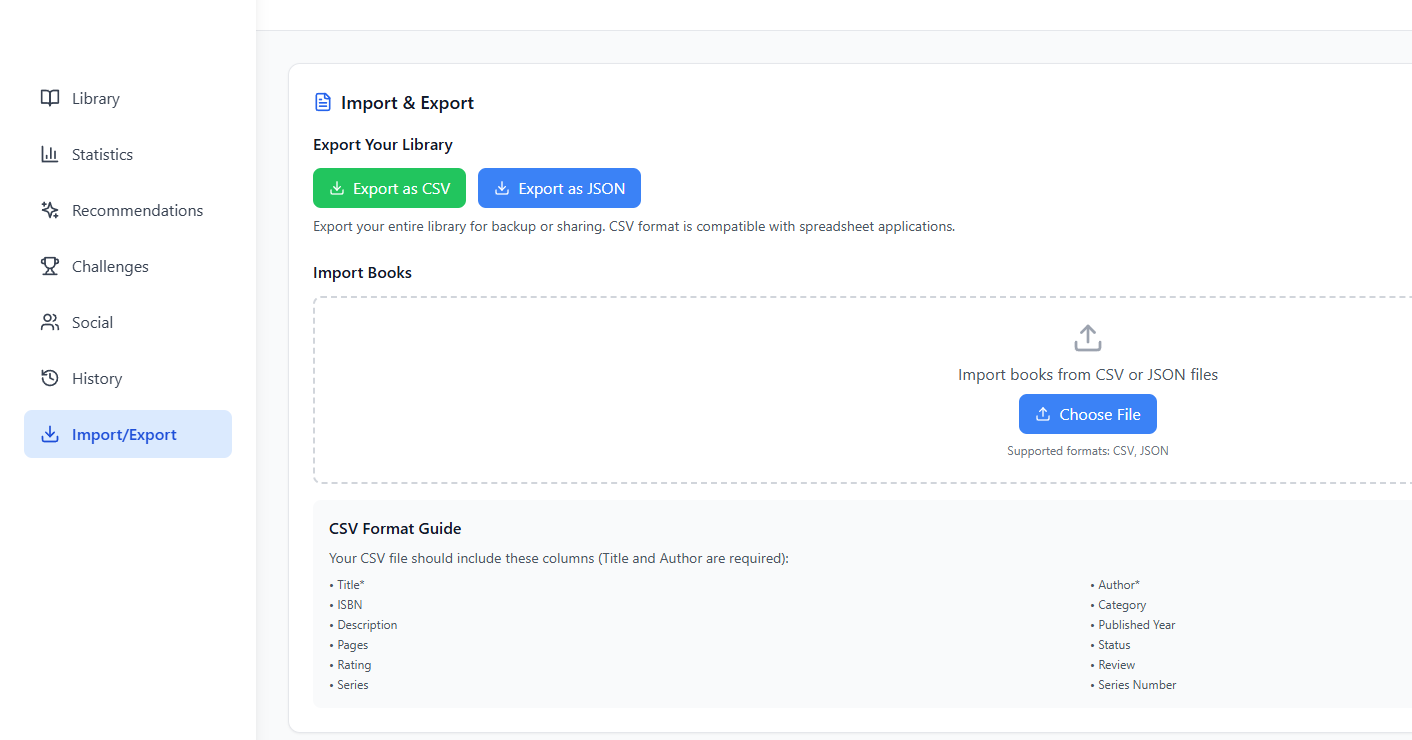 Library
Statistics
Recommendations
Challenges
Social
History
Import/Export
Import & Export
Export Your Library
Export as CSV
Export as JSON
Export your entire library for backup or sharing. CSV format is compatible with spreadsheet applications.
Import Books
Import books from CSV or JSON files
Choose File
Supported formats: CSV, JSON
CSV Format Guide
Your CSV file should include these columns (Title and Author are required):
• Title*
• Author*
• ISBN
• Category
• Description
• Published Year
• Pages
• Status
• Rating
• Review
• Series
• Series Number